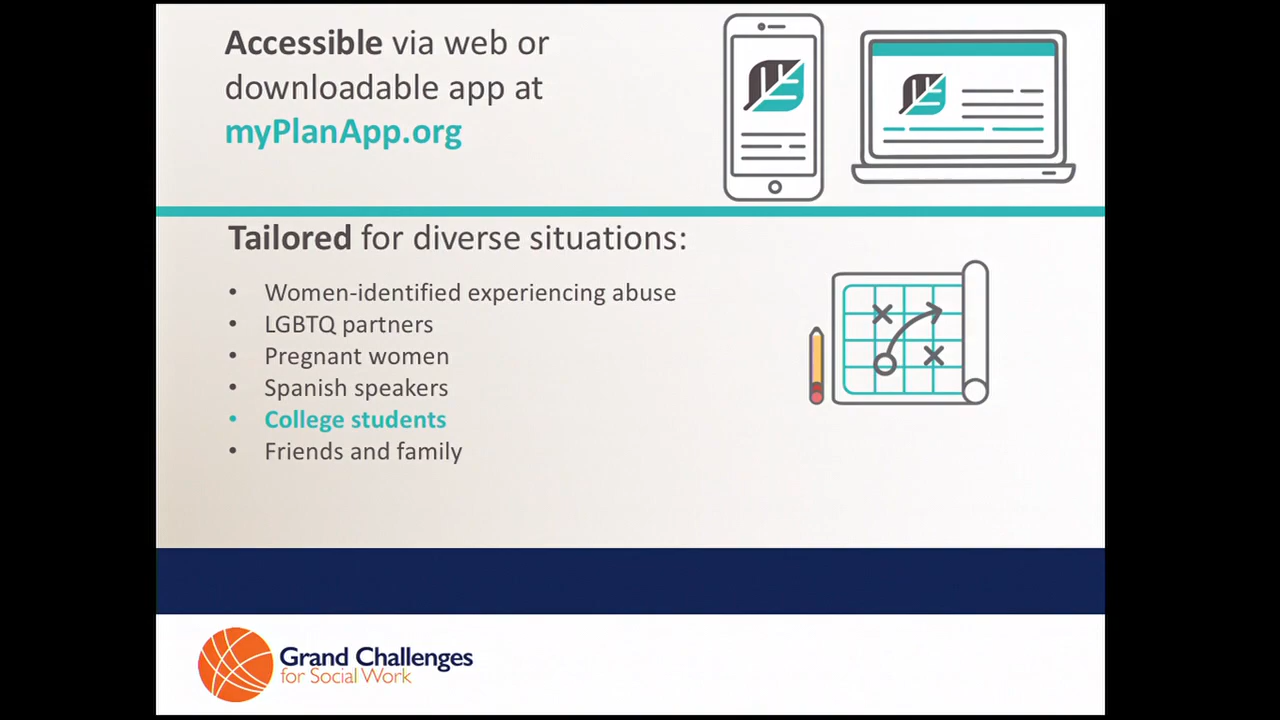 Accessible via web or
downloadable app at
myPlanApp.org
Tailored for diverse situations:
• Women-identified experiencing abuse
• LGBTQ partners
• Pregnant women
• Spanish speakers
• College students
• Friends and family
Grand Challenges
for Social Work